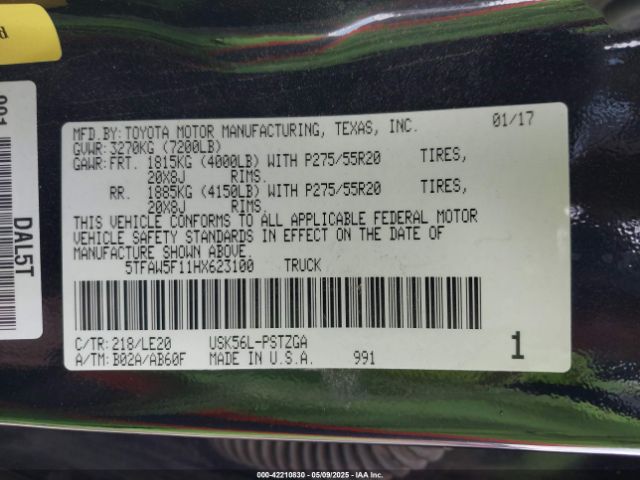 d
001
DAL5T
MFD.BY:TOYOTA MOTOR MANUFACTURING, TEXAS, INC. 01/17
GVWR:3270KG (7200LB)
GAWR:FRT. 1815KG (4000LB) WITH P275/55R20 TIRES,
20X8J RIMS.
RR. 1885KG (4150LB) WITH P275/55R20 TIRES,
20X8J RIMS.
THIS VEHICLE CONFORMS TO ALL APPLICABLE FEDERAL MOTOR
VEHICLE SAFETY STANDARDS IN EFFECT ON THE DATE OF
MANUFACTURE SHOWN ABOVE.
5TFAW5F11HX623100 TRUCK
C/TR:218/LE20 USK56L-PSTZGA
A/TM:B02A/AB60F MADE IN U.S.A. 991 1
000-42210830 - 05/09/2025 - IAAI.COM